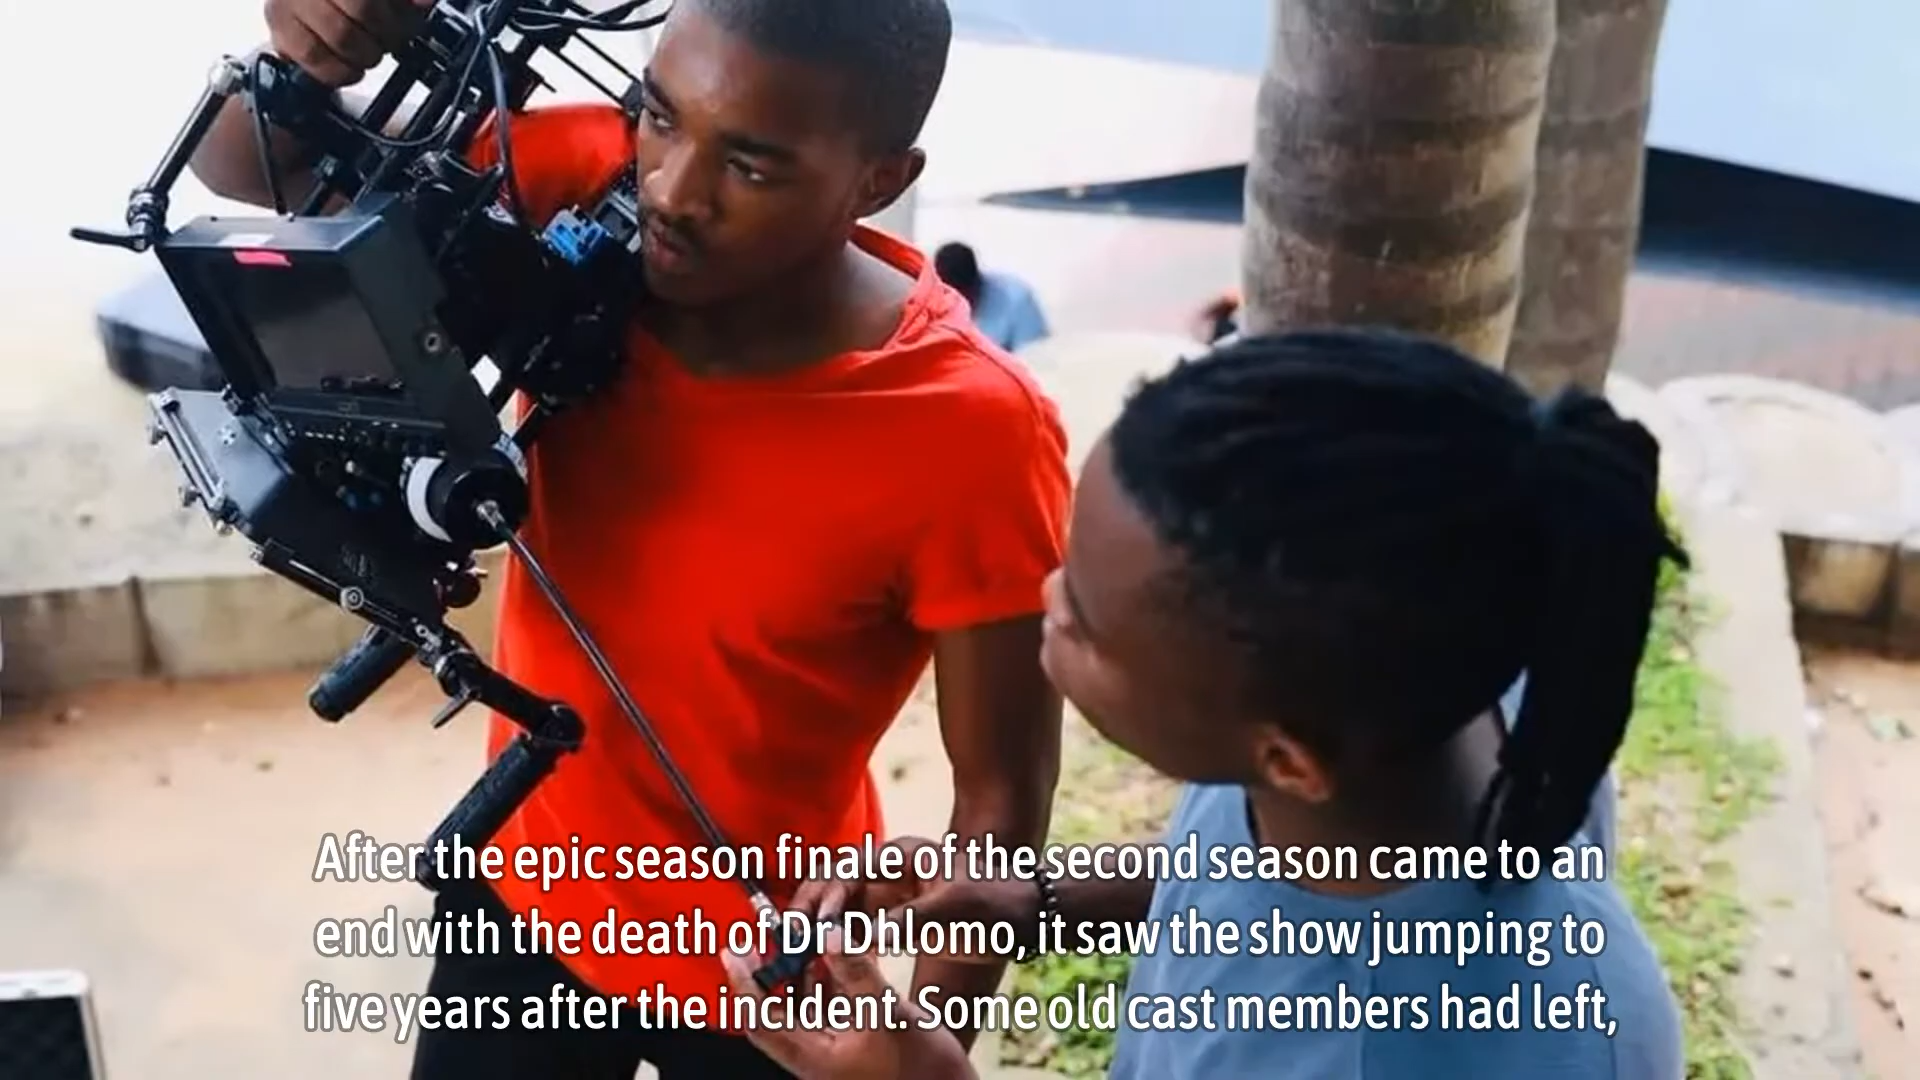 After the epic season finale of the second season came to an
end with the death of Dr Dhlomo, it saw the show jumping to
five years after the incident. Some old cast members had left,